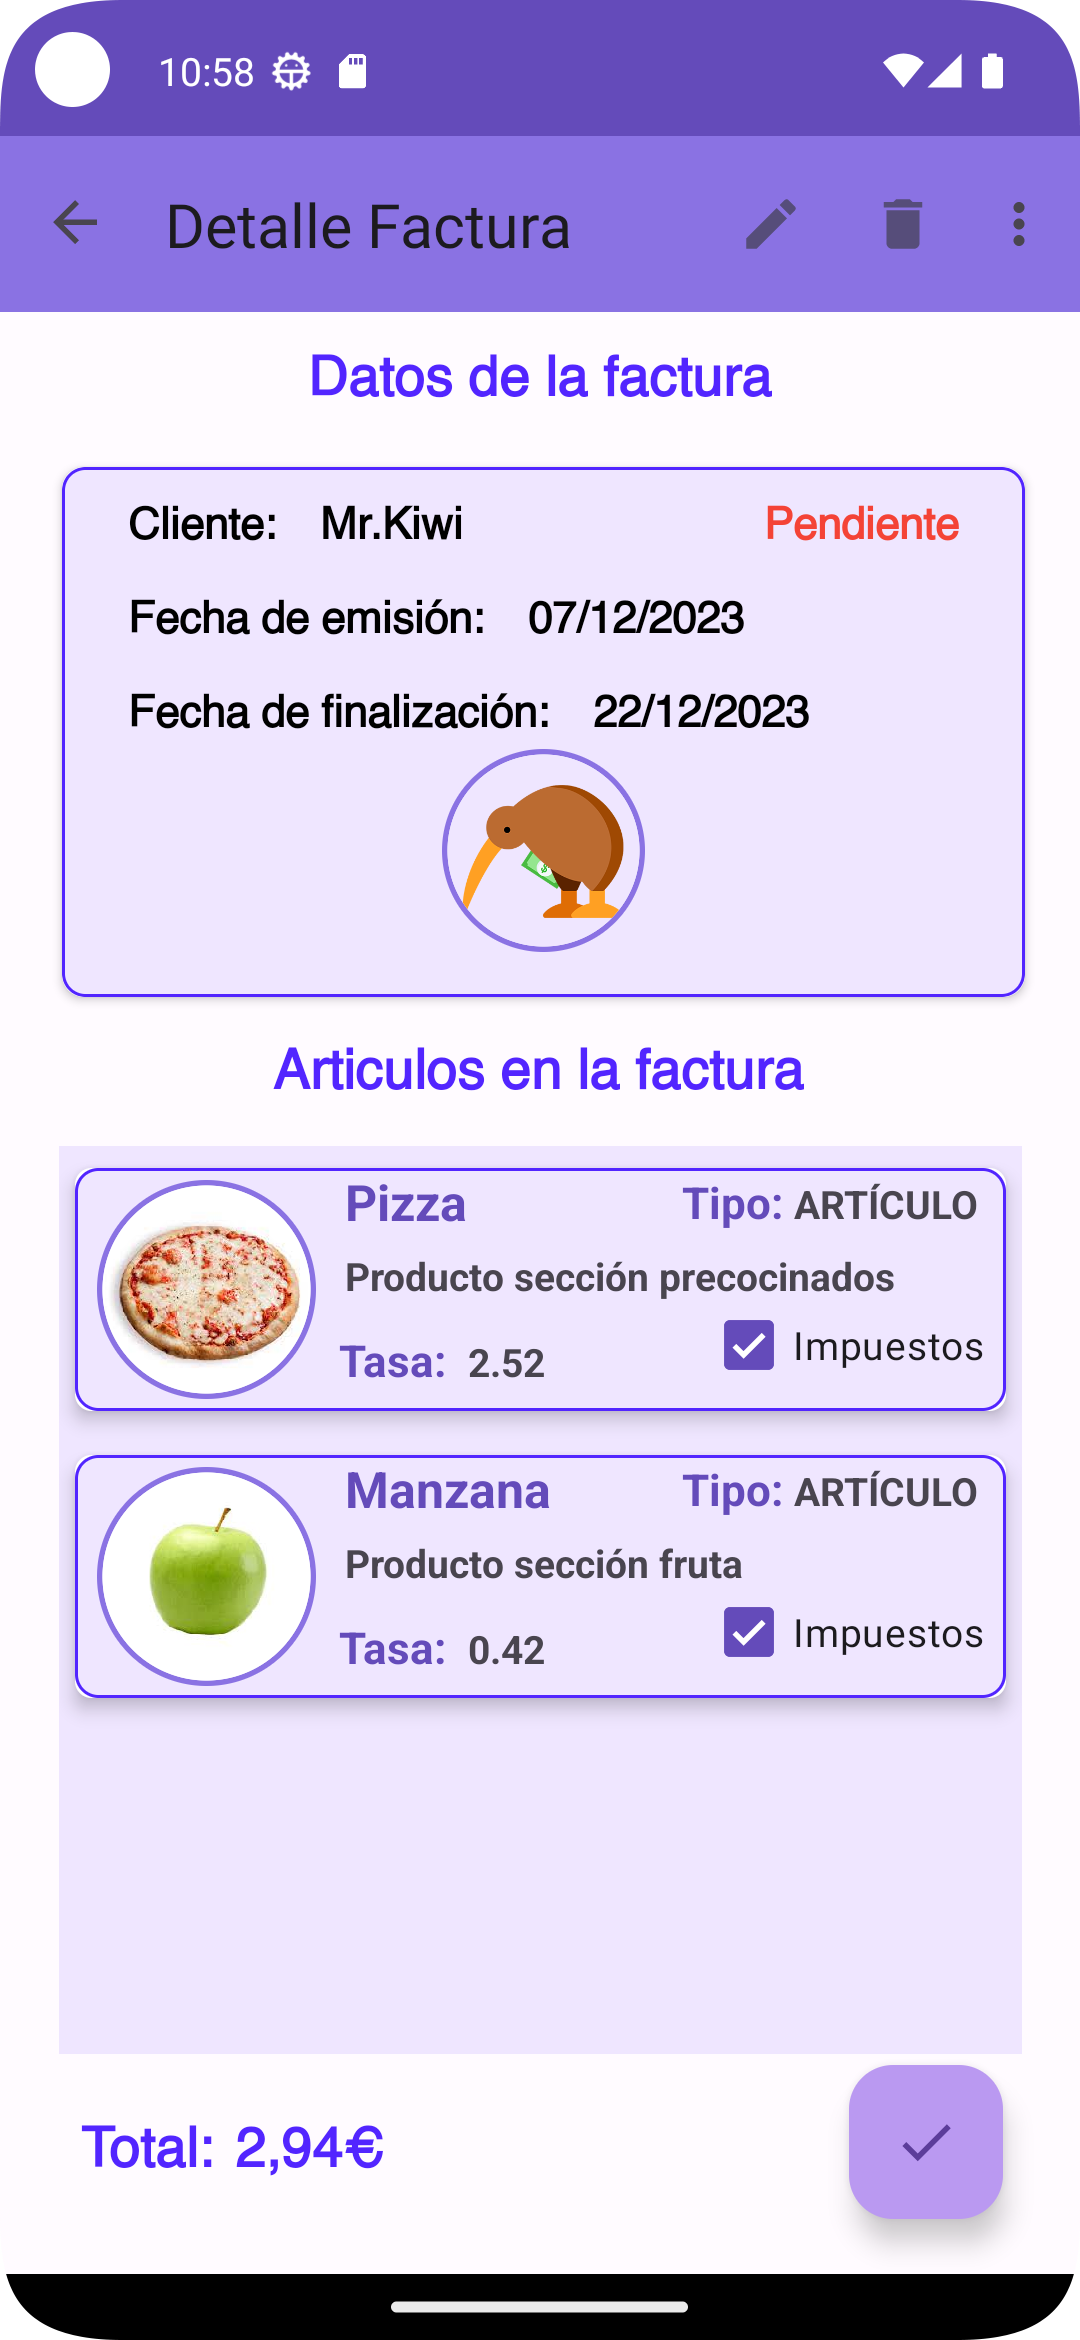 10:58
Detalle Factura
Datos de la factura
Cliente: Mr.Kiwi Pendiente
Fecha de emisión: 07/12/2023
Fecha de finalización: 22/12/2023
Articulos en la factura
Pizza Tipo: ARTÍCULO
Producto sección precocinados
Tasa: 2.52 Impuestos
Manzana Tipo: ARTÍCULO
Producto sección fruta
Tasa: 0.42 Impuestos
Total: 2,94€